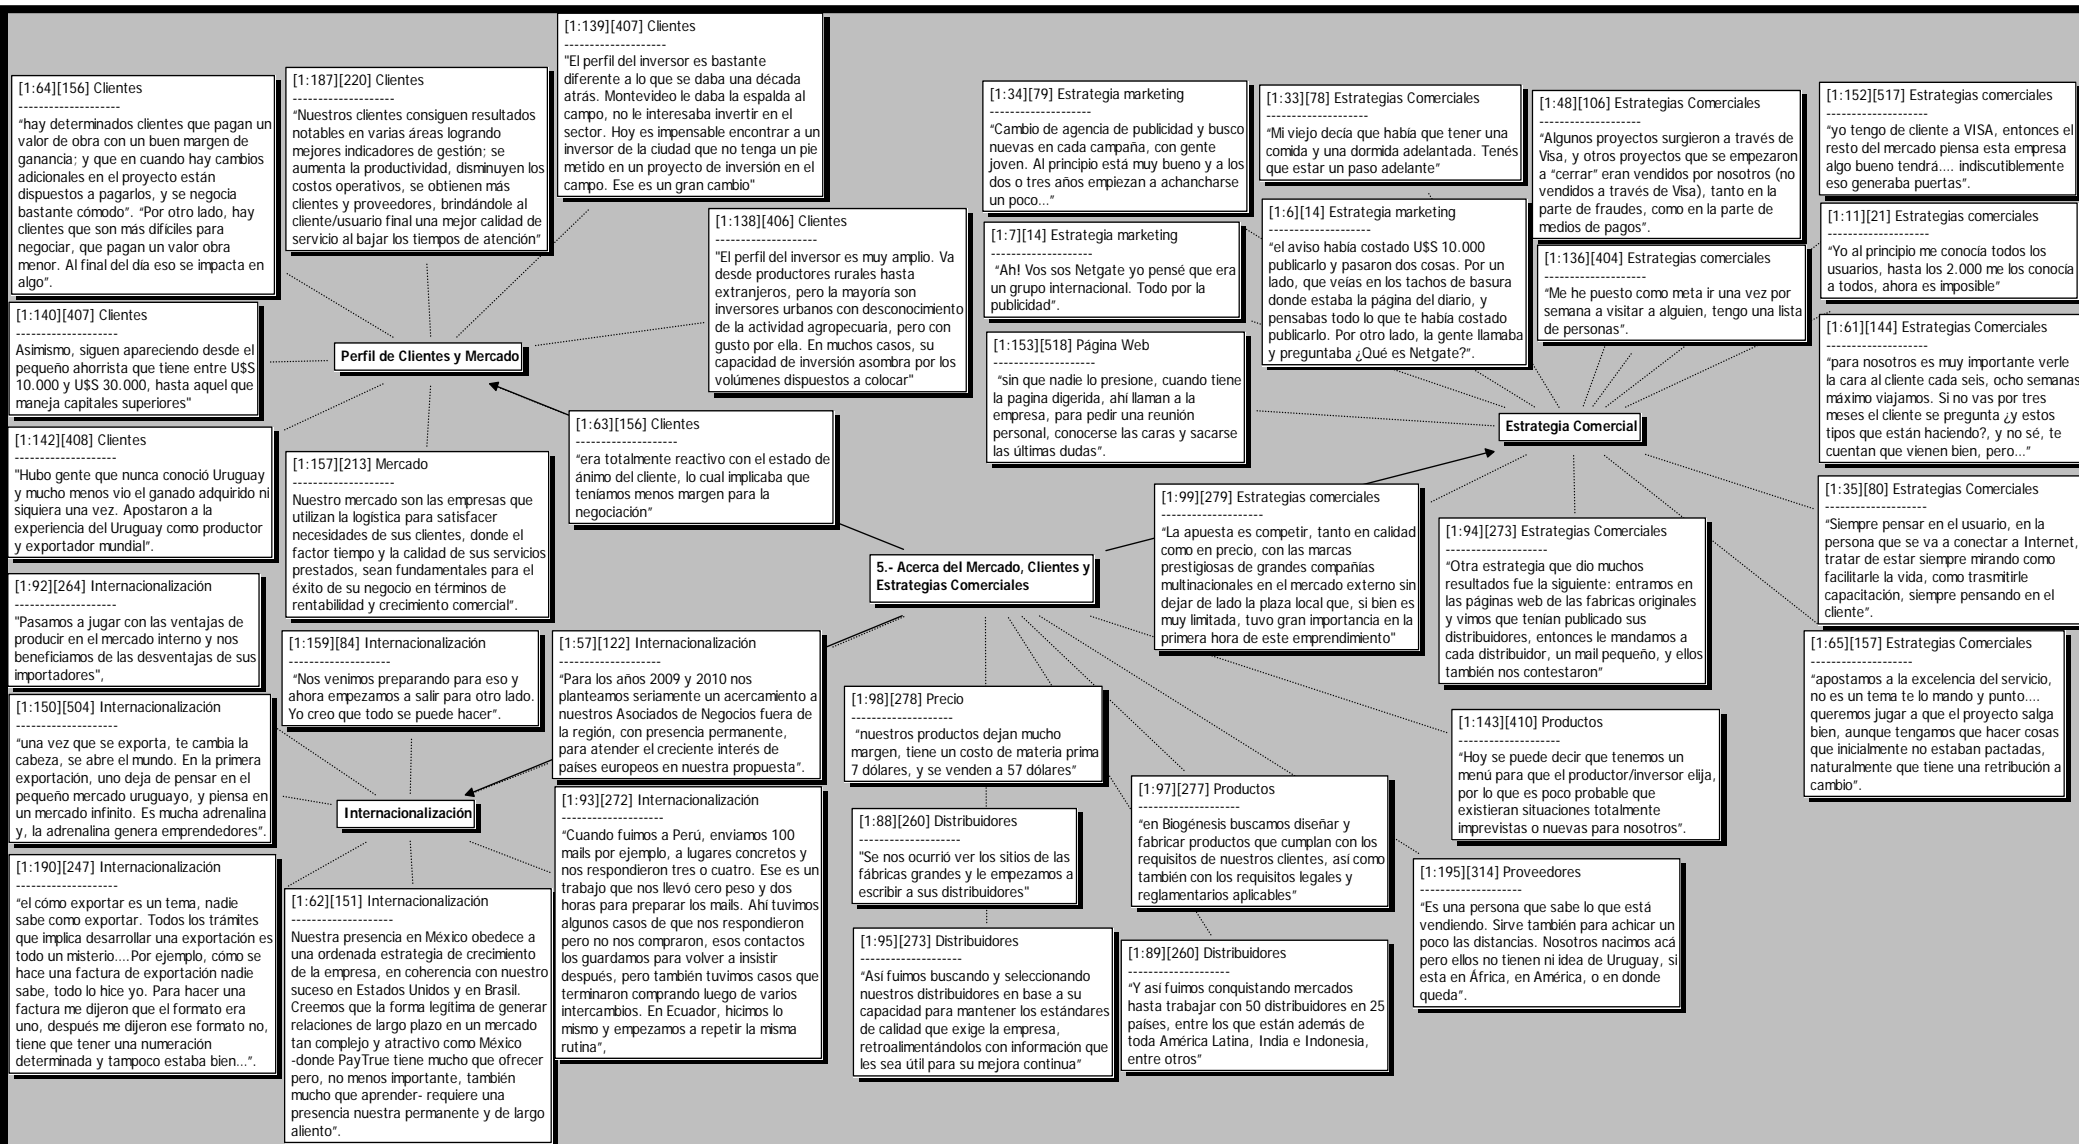 [1:139][407] Clientes
--------------------
"El perfil del inversor es bastante
diferente a lo que se daba una década
atrás. Montevideo le daba la espalda al
campo, no le interesaba invertir en el
sector. Hoy es impensable encontrar a un
inversor de la ciudad que no tenga un pie
metido en un proyecto de inversión en el
campo. Ese es un gran cambio"
[1:64][156] Clientes
--------------------
“hay determinados clientes que pagan un
valor de obra con un buen margen de
ganancia; y que en cuando hay cambios
adicionales en el proyecto están
dispuestos a pagarlos, y se negocia
bastante cómodo”. “Por otro lado, hay
clientes que son más difíciles para
negociar, que pagan un valor obra
menor. Al final del día eso se impacta en
algo”.
[1:187][220] Clientes
--------------------
“Nuestros clientes consiguen resultados
notables en varias áreas logrando
mejores indicadores de gestión; se
aumenta la productividad, disminuyen los
costos operativos, se obtienen más
clientes y proveedores, brindándole al
cliente/usuario final una mejor calidad de
servicio al bajar los tiempos de atención”
[1:138][406] Clientes
--------------------
"El perfil del inversor es muy amplio. Va
desde productores rurales hasta
extranjeros, pero la mayoría son
inversores urbanos con desconocimiento
de la actividad agropecuaria, pero con
gusto por ella. En muchos casos, su
capacidad de inversión asombra por los
volúmenes dispuestos a colocar"
[1:140][407] Clientes
--------------------
Asimismo, siguen apareciendo desde el
pequeño ahorrista que tiene entre U$S
10.000 y U$S 30.000, hasta aquel que
maneja capitales superiores"
Perfil de Clientes y Mercado
[1:142][408] Clientes
--------------------
"Hubo gente que nunca conoció Uruguay
y mucho menos vio el ganado adquirido ni
siquiera una vez. Apostaron a la
experiencia del Uruguay como productor
y exportador mundial”.
[1:157][213] Mercado
--------------------
Nuestro mercado son las empresas que
utilizan la logística para satisfacer
necesidades de sus clientes, donde el
factor tiempo y la calidad de sus servicios
prestados, sean fundamentales para el
éxito de su negocio en términos de
rentabilidad y crecimiento comercial”.
[1:63][156] Clientes
--------------------
“era totalmente reactivo con el estado de
ánimo del cliente, lo cual implicaba que
teníamos menos margen para la
negociación”
[1:34][79] Estrategia marketing
--------------------
“Cambio de agencia de publicidad y busco
nuevas en cada campaña, con gente
joven. Al principio está muy bueno y a los
dos o tres años empiezan a achancharse
un poco...”
[1:7][14] Estrategia marketing
--------------------
“Ah! Vos sos Netgate yo pensé que era
un grupo internacional. Todo por la
publicidad”.
[1:153][518] Página Web
--------------------
“sin que nadie lo presione, cuando tiene
la pagina digerida, ahí llaman a la
empresa, para pedir una reunión
personal, conocerse las caras y sacarse
las últimas dudas”.
[1:33][78] Estrategias Comerciales
--------------------
“Mi viejo decía que había que tener una
comida y una dormida adelantada. Tenés
que estar un paso adelante”
[1:6][14] Estrategia marketing
--------------------
“el aviso había costado U$S 10.000
publicarlo y pasaron dos cosas. Por un
lado, que veías en los tachos de basura
donde estaba la página del diario, y
pensabas todo lo que te había costado
publicarlo. Por otro lado, la gente llamaba
y preguntaba ¿Qué es Netgate?”.
[1:48][106] Estrategias Comerciales
--------------------
“Algunos proyectos surgieron a través de
Visa, y otros proyectos que se empezaron
a “cerrar” eran vendidos por nosotros (no
vendidos a través de Visa), tanto en la
parte de fraudes, como en la parte de
medios de pagos”.
[1:136][404] Estrategias comerciales
--------------------
“Me he puesto como meta ir una vez por
semana a visitar a alguien, tengo una lista
de personas”.
[1:152][517] Estrategias comerciales
--------------------
“yo tengo de cliente a VISA, entonces el
resto del mercado piensa esta empresa
algo bueno tendrá.... indiscutiblemente
eso generaba puertas”.
[1:11][21] Estrategias comerciales
--------------------
“Yo al principio me conocía todos los
usuarios, hasta los 2.000 me los conocía
a todos, ahora es imposible”
[1:61][144] Estrategias Comerciales
--------------------
“para nosotros es muy importante verle
la cara al cliente cada seis, ocho semanas
máximo viajamos. Si no vas por tres
meses el cliente se pregunta ¿y estos
tipos que están haciendo?, y no sé, te
cuentan que vienen bien, pero...”
Estrategia Comercial
[1:35][80] Estrategias Comerciales
--------------------
“Siempre pensar en el usuario, en la
persona que se va a conectar a Internet,
tratar de estar siempre mirando como
facilitarle la vida, como trasmitirle
capacitación, siempre pensando en el
cliente”.
[1:65][157] Estrategias Comerciales
--------------------
“apostamos a la excelencia del servicio,
no es un tema te lo mando y punto....
queremos jugar a que el proyecto salga
bien, aunque tengamos que hacer cosas
que inicialmente no estaban pactadas,
naturalmente que tiene una retribución a
cambio”.
[1:99][279] Estrategias comerciales
--------------------
“La apuesta es competir, tanto en calidad
como en precio, con las marcas
prestigiosas de grandes compañías
multinacionales en el mercado externo sin
dejar de lado la plaza local que, si bien es
muy limitada, tuvo gran importancia en la
primera hora de este emprendimiento"
[1:94][273] Estrategias Comerciales
--------------------
“Otra estrategia que dio muchos
resultados fue la siguiente: entramos en
las páginas web de las fabricas originales
y vimos que tenían publicado sus
distribuidores, entonces le mandamos a
cada distribuidor, un mail pequeño, y ellos
también nos contestaron”
5.- Acerca del Mercado, Clientes y
Estrategias Comerciales
[1:92][264] Internacionalización
--------------------
"Pasamos a jugar con las ventajas de
producir en el mercado interno y nos
beneficiamos de las desventajas de sus
importadores",
[1:159][84] Internacionalización
--------------------
“Nos venimos preparando para eso y
ahora empezamos a salir para otro lado.
Yo creo que todo se puede hacer”.
[1:57][122] Internacionalización
--------------------
“Para los años 2009 y 2010 nos
planteamos seriamente un acercamiento a
nuestros Asociados de Negocios fuera de
la región, con presencia permanente,
para atender el creciente interés de
países europeos en nuestra propuesta”.
[1:150][504] Internacionalización
--------------------
“una vez que se exporta, te cambia la
cabeza, se abre el mundo. En la primera
exportación, uno deja de pensar en el
pequeño mercado uruguayo, y piensa en
un mercado infinito. Es mucha adrenalina
y, la adrenalina genera emprendedores”.
Internacionalización
[1:190][247] Internacionalización
--------------------
“el cómo exportar es un tema, nadie
sabe como exportar. Todos los trámites
que implica desarrollar una exportación es
todo un misterio....Por ejemplo, cómo se
hace una factura de exportación nadie
sabe, todo lo hice yo. Para hacer una
factura me dijeron que el formato era
uno, después me dijeron ese formato no,
tiene que tener una numeración
determinada y tampoco estaba bien...”.
[1:62][151] Internacionalización
--------------------
Nuestra presencia en México obedece a
una ordenada estrategia de crecimiento
de la empresa, en coherencia con nuestro
suceso en Estados Unidos y en Brasil.
Creemos que la forma legítima de generar
relaciones de largo plazo en un mercado
tan complejo y atractivo como México
-donde PayTrue tiene mucho que ofrecer
pero, no menos importante, también
mucho que aprender- requiere una
presencia nuestra permanente y de largo
aliento”.
[1:93][272] Internacionalización
--------------------
“Cuando fuimos a Perú, enviamos 100
mails por ejemplo, a lugares concretos y
nos respondieron tres o cuatro. Ese es un
trabajo que nos llevó cero peso y dos
horas para preparar los mails. Ahí tuvimos
algunos casos de que nos respondieron
pero no nos compraron, esos contactos
los guardamos para volver a insistir
después, pero también tuvimos casos que
terminaron comprando luego de varios
intercambios. En Ecuador, hicimos lo
mismo y empezamos a repetir la misma
rutina”,
[1:98][278] Precio
--------------------
“nuestros productos dejan mucho
margen, tiene un costo de materia prima
7 dólares, y se venden a 57 dólares”
[1:88][260] Distribuidores
--------------------
"Se nos ocurrió ver los sitios de las
fábricas grandes y le empezamos a
escribir a sus distribuidores"
[1:95][273] Distribuidores
--------------------
“Así fuimos buscando y seleccionando
nuestros distribuidores en base a su
capacidad para mantener los estándares
de calidad que exige la empresa,
retroalimentándolos con información que
les sea útil para su mejora continua”
[1:97][277] Productos
--------------------
“en Biogénesis buscamos diseñar y
fabricar productos que cumplan con los
requisitos de nuestros clientes, así como
también con los requisitos legales y
reglamentarios aplicables”
[1:89][260] Distribuidores
--------------------
“Y así fuimos conquistando mercados
hasta trabajar con 50 distribuidores en 25
países, entre los que están además de
toda América Latina, India e Indonesia,
entre otros”
[1:143][410] Productos
--------------------
“Hoy se puede decir que tenemos un
menú para que el productor/inversor elija,
por lo que es poco probable que
existieran situaciones totalmente
imprevistas o nuevas para nosotros”.
[1:195][314] Proveedores
--------------------
“Es una persona que sabe lo que está
vendiendo. Sirve también para achicar un
poco las distancias. Nosotros nacimos acá
pero ellos no tienen ni idea de Uruguay, si
esta en África, en América, o en donde
queda”.